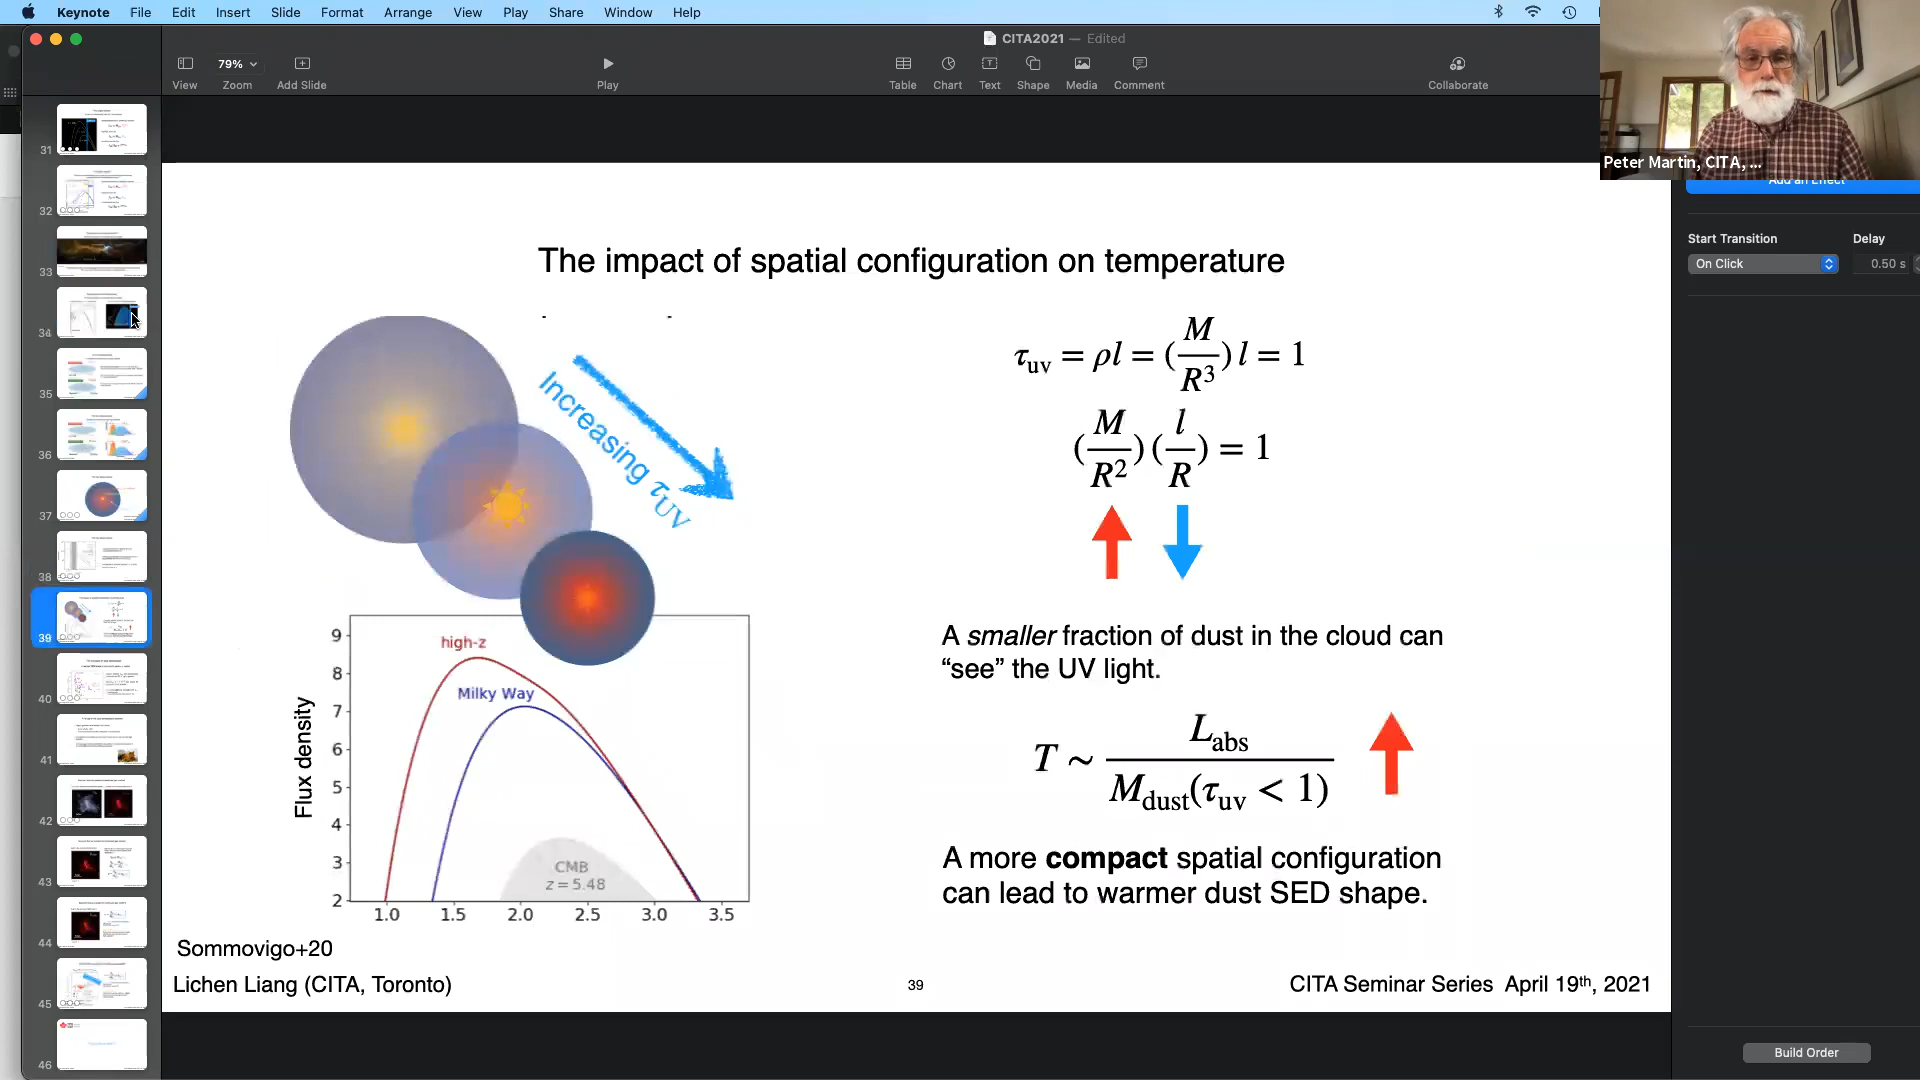 Keynote File Edit Insert Slide Format Arrange View Play Share Window Help
CITA2021 — Edited
79%
View Zoom Add Slide Play Table Chart Text Shape Media Comment Collaborate
Peter Martin, CITA, ...
Add an Effect
Start Transition Delay
On Click 0.50 s
31
32
33
34
35
36
37
38
39
40
41
42
43
44
45
46
The impact of spatial configuration on temperature
Increasing τUV
τuv = ρl = (M/R³) l = 1
(M/R²) (l/R) = 1
A smaller fraction of dust in the cloud can
“see” the UV light.
T ~ Labs / Mdust(τuv < 1)
A more compact spatial configuration
can lead to warmer dust SED shape.
Flux density
9
8
7
6
5
4
3
2
high-z
Milky Way
CMB
z = 5.48
1.0 1.5 2.0 2.5 3.0 3.5
Sommovigo+20
Lichen Liang (CITA, Toronto)
39
CITA Seminar Series April 19th, 2021
Build Order